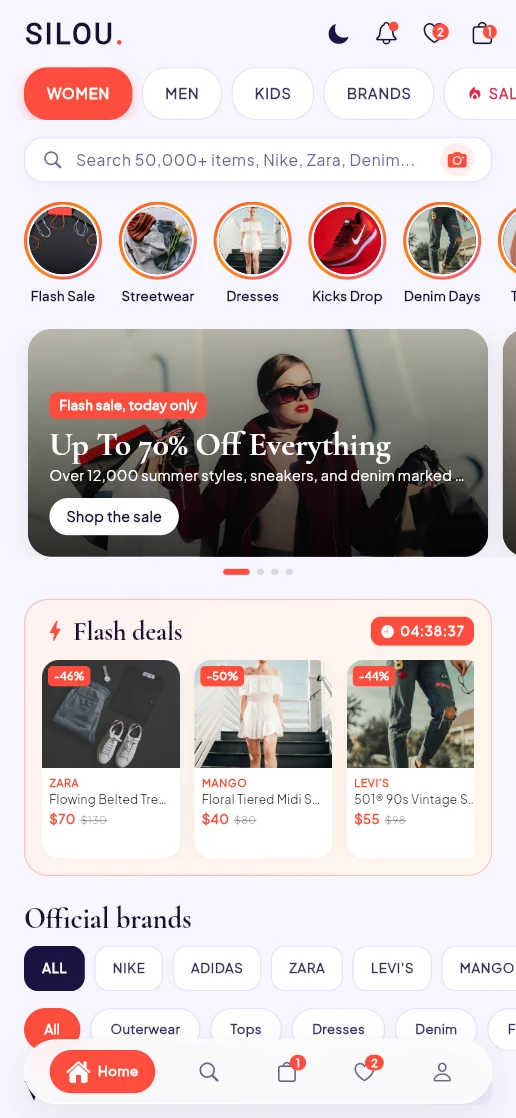 SILOU.
2
1
WOMEN
MEN
KIDS
BRANDS
SAL
Search 50,000+ items, Nike, Zara, Denim...
Flash Sale
Streetwear
Dresses
Kicks Drop
Denim Days
T
Flash sale, today only
Up To 70% Off Everything
Over 12,000 summer styles, sneakers, and denim marked ...
Shop the sale
Flash deals
04:38:37
-46%
ZARA
Flowing Belted Tre...
$70 $130
-50%
MANGO
Floral Tiered Midi S...
$40 $80
-44%
LEVI'S
501® 90s Vintage S...
$55 $98
Official brands
ALL
NIKE
ADIDAS
ZARA
LEVI'S
MANGO
All
Outerwear
Tops
Dresses
Denim
F
Home
1
2